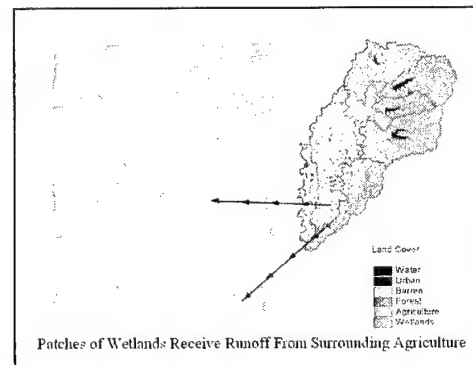 Land Cover
Water
Urban
Barren
Forest
Agriculture
Wetlands
Patches of Wetlands Receive Runoff From Surrounding Agriculture